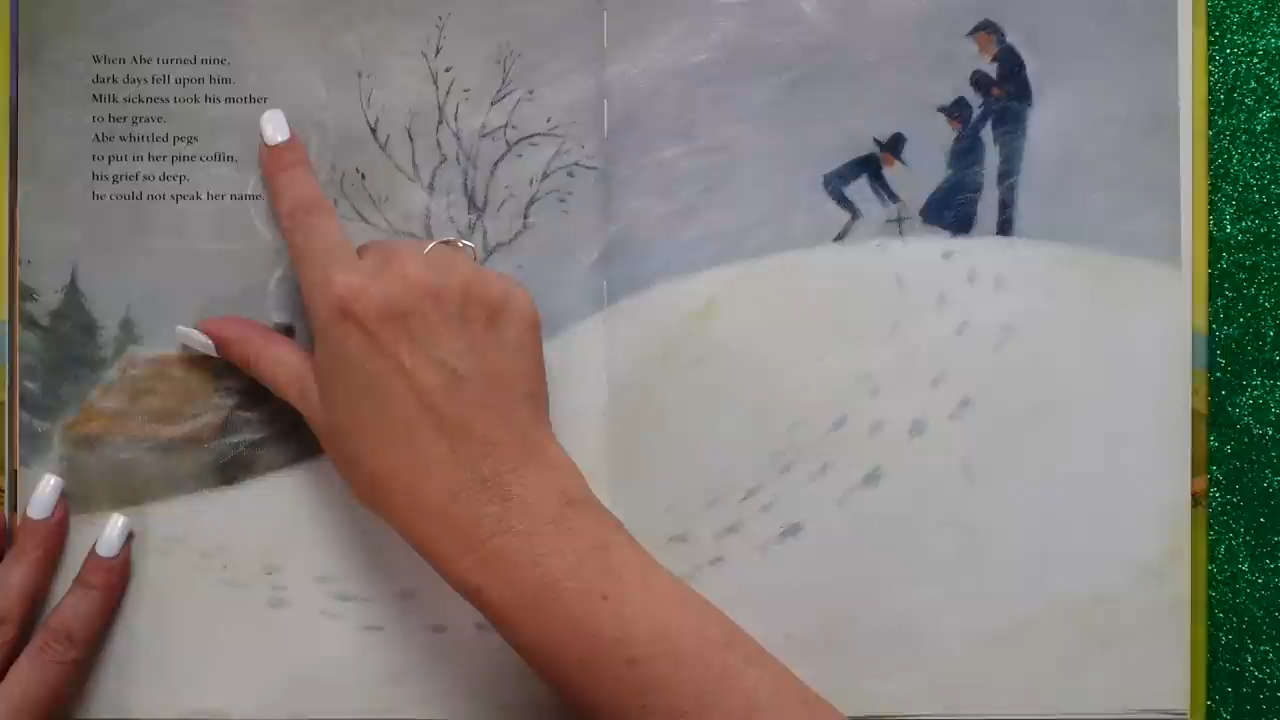 When Abe turned nine,
dark days fell upon him.
Milk sickness took his mother
to her grave.
Abe whittled pegs
to put in her pine coffin,
his grief so deep,
he could not speak her name.